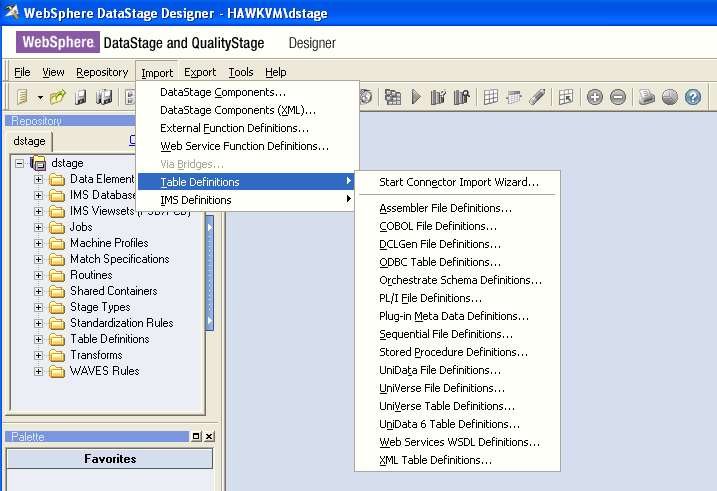 WebSphere DataStage Designer - HAWKVM\dstage
WebSphere. DataStage and QualityStage Designer
File View Repository Import Export Tools Help
DataStage Components...
DataStage Components (XML)...
External Function Definitions...
Web Service Function Definitions...
Via Bridges...
Table Definitions
IMS Definitions
Start Connector Import Wizard...
Assembler File Definitions...
COBOL File Definitions...
DCLGen File Definitions...
ODBC Table Definitions...
Orchestrate Schema Definitions...
PL/I File Definitions...
Plug-in Meta Data Definitions...
Sequential File Definitions...
Stored Procedure Definitions...
UniData File Definitions...
UniVerse File Definitions...
UniVerse Table Definitions...
UniData 6 Table Definitions...
Web Services WSDL Definitions...
XML Table Definitions...
Repository
dstage
dstage
Data Element
IMS Database
IMS Viewsets (PSB/PCB)
Jobs
Machine Profiles
Match Specifications
Routines
Shared Containers
Stage Types
Standardization Rules
Table Definitions
Transforms
WAVES Rules
Palette
Favorites